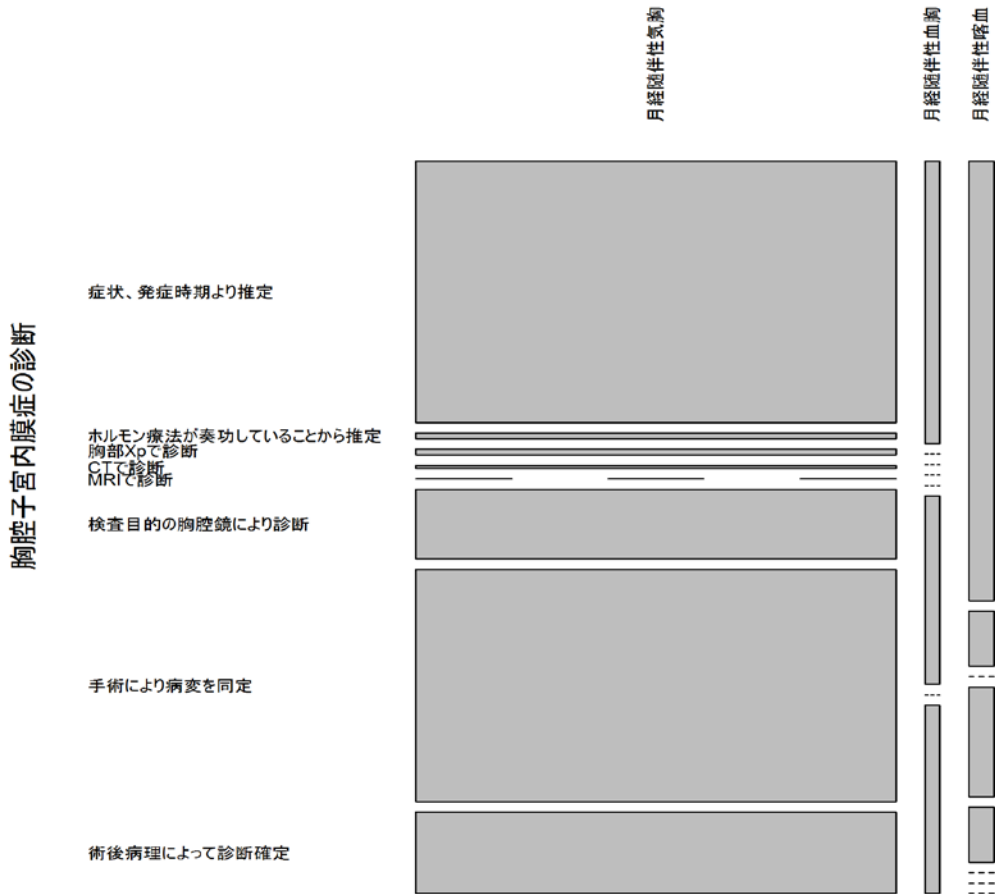 月経随伴性気胸
月経随伴性血胸
月経随伴性喀血
胸腔子宮内膜症の診断
症状、発症時期より推定
ホルモン療法が奏功していることから推定
胸部Xpで診断
CTで診断
MRIで診断
検査目的の胸腔鏡により診断
手術により病変を同定
術後病理によって診断確定